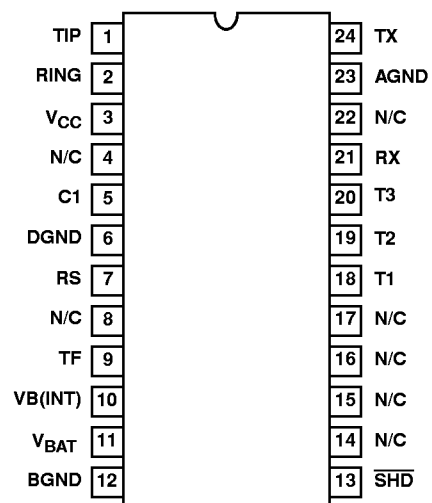 TIP 1 24 TX
RING 2 23 AGND
VCC 3 22 N/C
N/C 4 21 RX
C1 5 20 T3
DGND 6 19 T2
RS 7 18 T1
N/C 8 17 N/C
TF 9 16 N/C
VB(INT) 10 15 N/C
VBAT 11 14 N/C
BGND 12 13 S̅H̅D̅